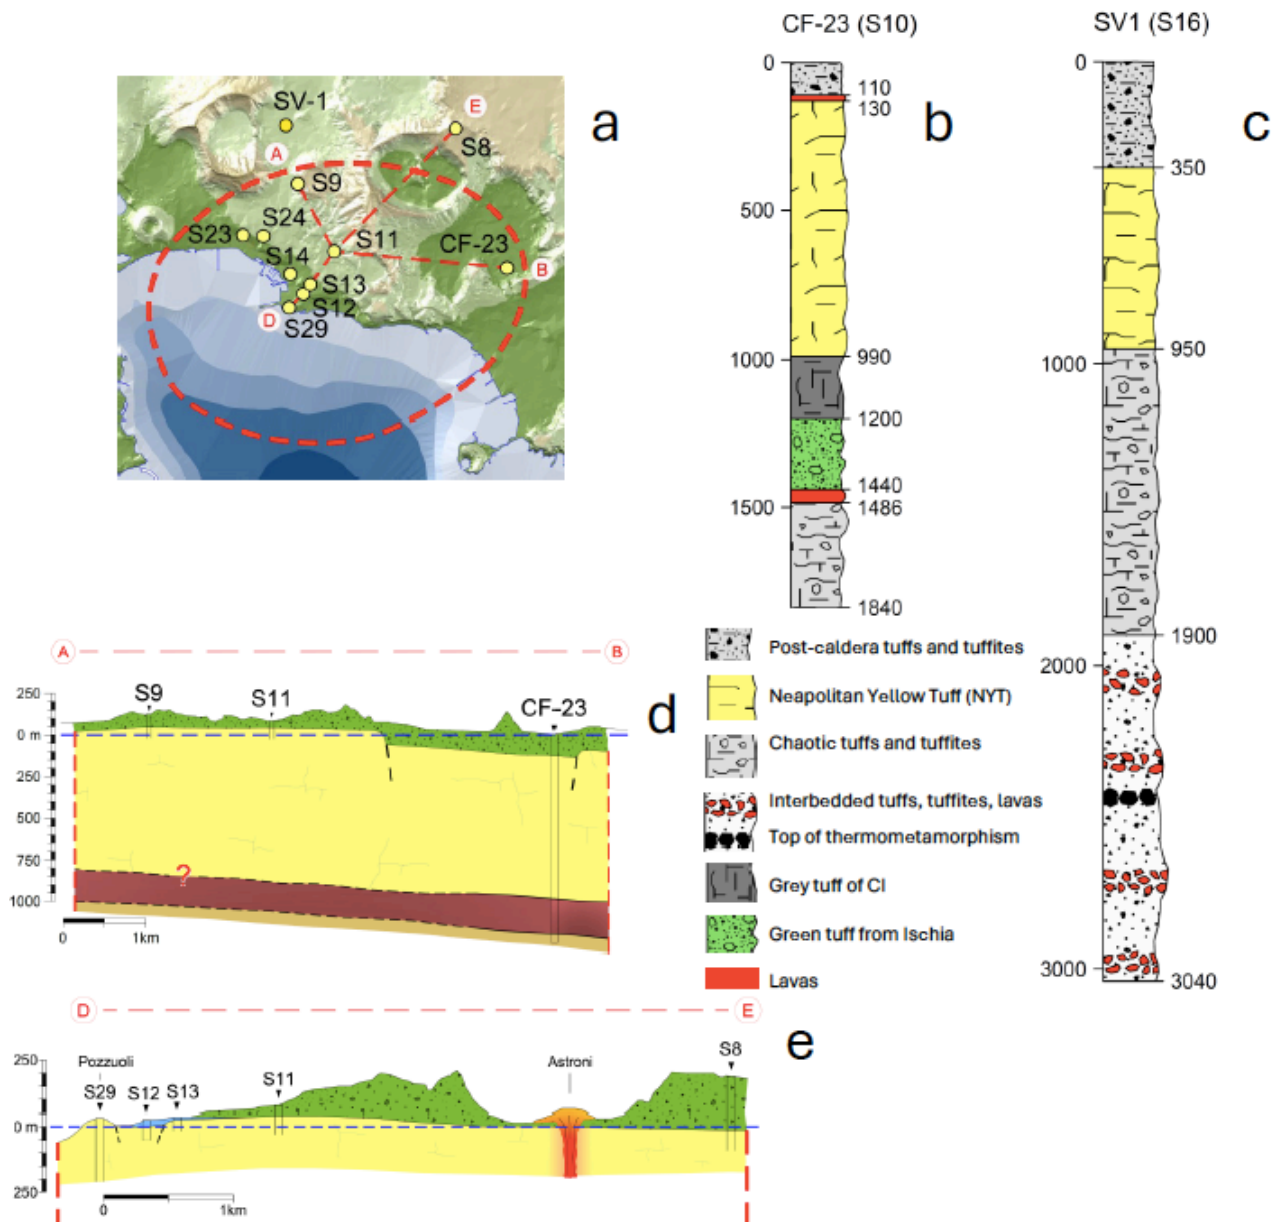 a
SV-1
E
S8
A
S9
S24
S23
S11
CF-23
S14
B
S13
S12
D
S29
CF-23 (S10)
b
0
110
130
500
990
1000
1200
1440
1486
1500
1840
SV1 (S16)
c
0
350
950
1000
1900
2000
3000
3040
Post-caldera tuffs and tuffites
Neapolitan Yellow Tuff (NYT)
Chaotic tuffs and tuffites
Interbedded tuffs, tuffites, lavas
Top of thermometamorphism
Grey tuff of CI
Green tuff from Ischia
Lavas
A B
d
S9 S11 CF-23
250
0 m
250
500
750
1000
?
0 1km
D E
e
Pozzuoli Astroni S8
S29 S12 S13 S11
250
0 m
250
0 1km